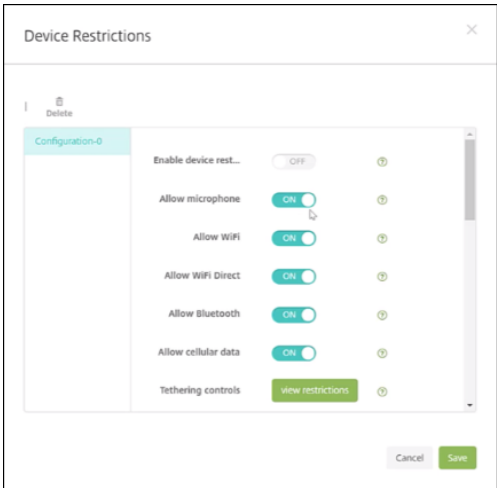 Device Restrictions
Delete
Configuration-0
Enable device rest... OFF
Allow microphone ON
Allow WiFi ON
Allow WiFi Direct ON
Allow Bluetooth ON
Allow cellular data ON
Tethering controls view restrictions
Cancel Save